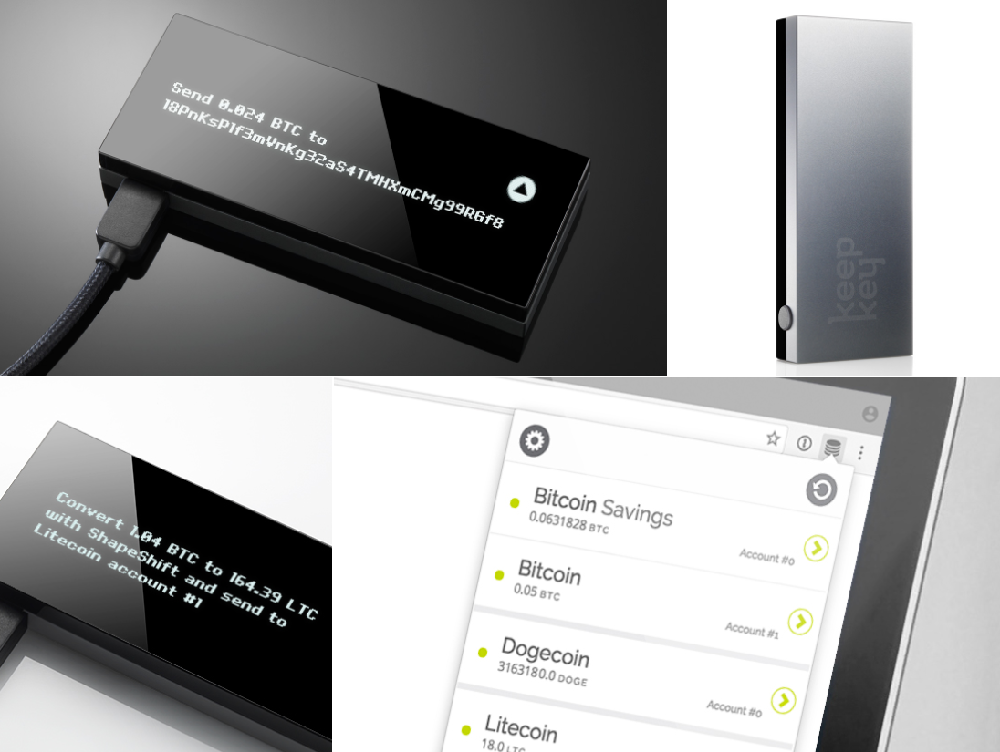 Send 0.024 BTC to
18PnKsP1f3mVnKg32aS4TMHXmCMg99R6f8
keep
key
Convert 1.04 BTC to 164.39 LTC
with ShapeShift and send to
Litecoin account #1
Bitcoin Savings
0.0631828 BTC
Account #0
Bitcoin
0.05 BTC
Account #1
Dogecoin
3163180.0 DOGE
Account #0
Litecoin
18.0 LTC